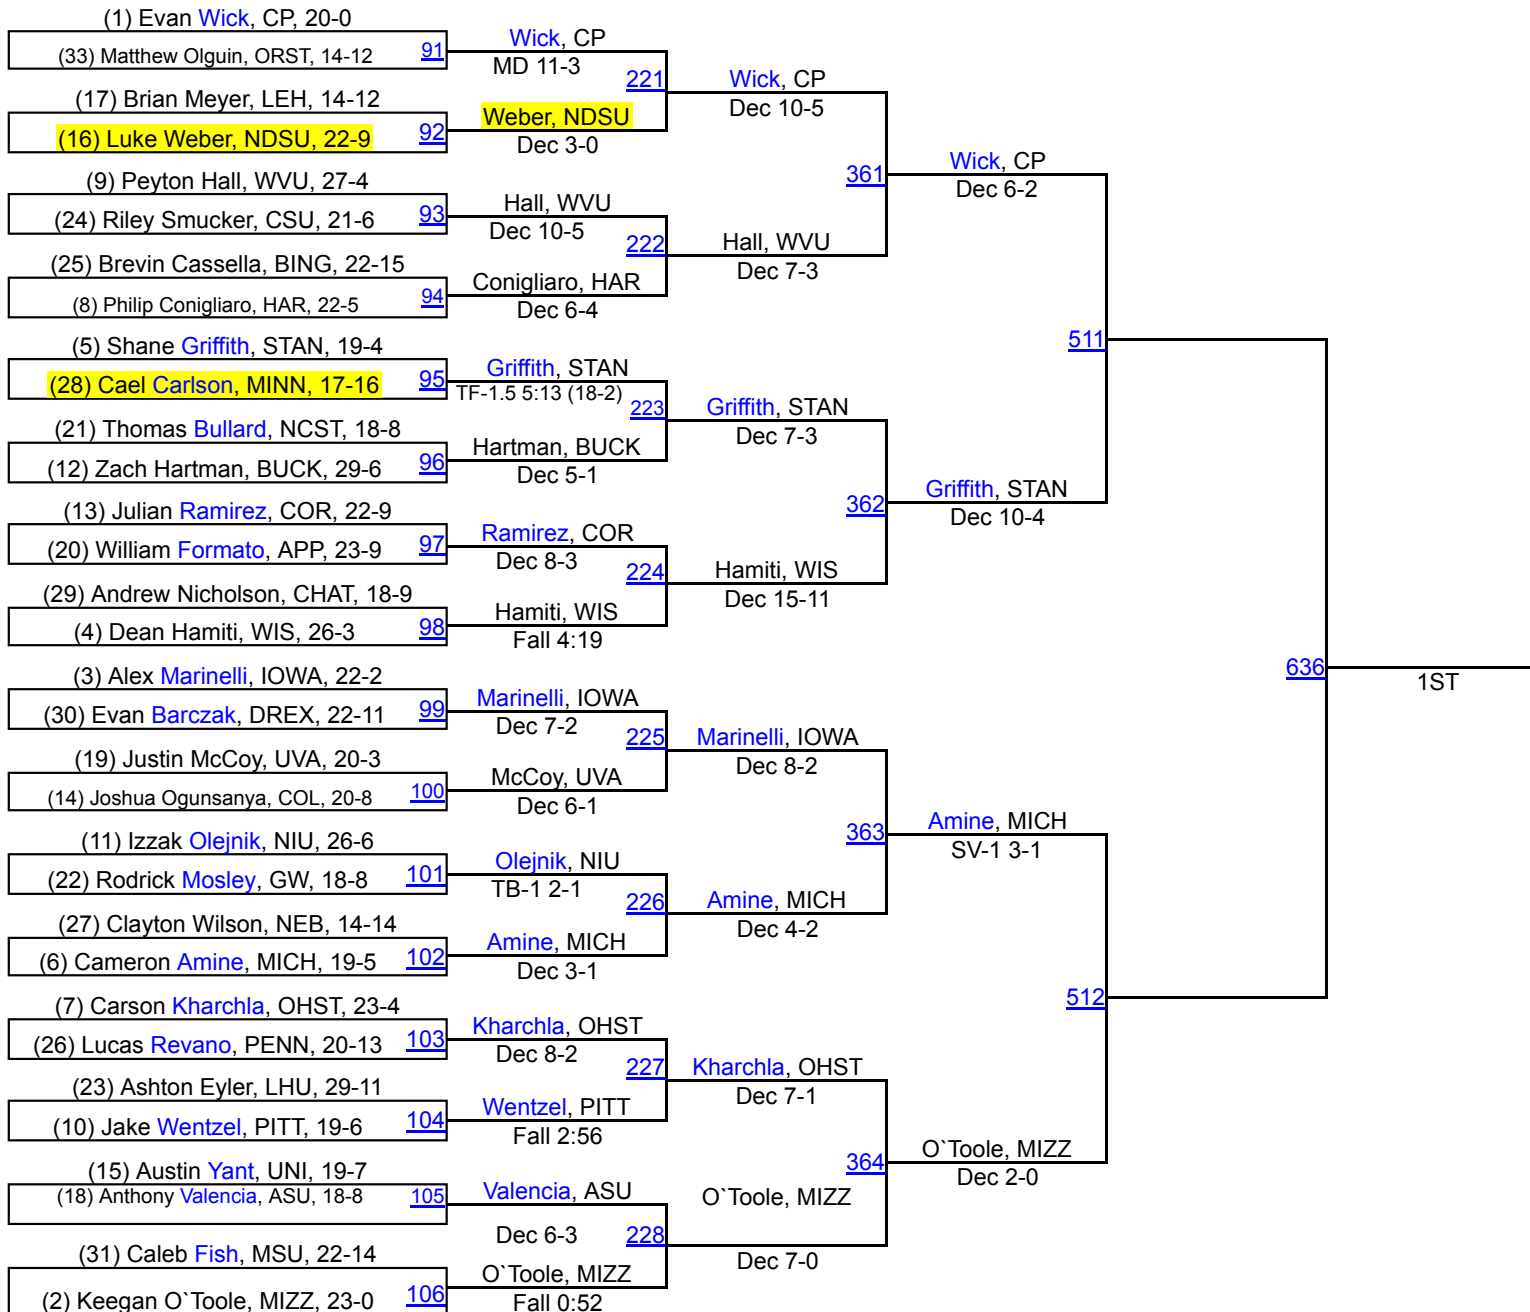 (1) Evan Wick, CP, 20-0
(33) Matthew Olguin, ORST, 14-12
91
(17) Brian Meyer, LEH, 14-12
(16) Luke Weber, NDSU, 22-9
92
(9) Peyton Hall, WVU, 27-4
(24) Riley Smucker, CSU, 21-6
93
(25) Brevin Cassella, BING, 22-15
(8) Philip Conigliaro, HAR, 22-5
94
(5) Shane Griffith, STAN, 19-4
(28) Cael Carlson, MINN, 17-16
95
(21) Thomas Bullard, NCST, 18-8
(12) Zach Hartman, BUCK, 29-6
96
(13) Julian Ramirez, COR, 22-9
(20) William Formato, APP, 23-9
97
(29) Andrew Nicholson, CHAT, 18-9
(4) Dean Hamiti, WIS, 26-3
98
(3) Alex Marinelli, IOWA, 22-2
(30) Evan Barczak, DREX, 22-11
99
(19) Justin McCoy, UVA, 20-3
(14) Joshua Ogunsanya, COL, 20-8
100
(11) Izzak Olejnik, NIU, 26-6
(22) Rodrick Mosley, GW, 18-8
101
(27) Clayton Wilson, NEB, 14-14
(6) Cameron Amine, MICH, 19-5
102
(7) Carson Kharchla, OHST, 23-4
(26) Lucas Revano, PENN, 20-13
103
(23) Ashton Eyler, LHU, 29-11
(10) Jake Wentzel, PITT, 19-6
104
(15) Austin Yant, UNI, 19-7
(18) Anthony Valencia, ASU, 18-8
105
(31) Caleb Fish, MSU, 22-14
(2) Keegan O`Toole, MIZZ, 23-0
106
Wick, CP
MD 11-3
221
Weber, NDSU
Dec 3-0
Hall, WVU
Dec 10-5
222
Conigliaro, HAR
Dec 6-4
Griffith, STAN
TF-1.5 5:13 (18-2)
223
Hartman, BUCK
Dec 5-1
Ramirez, COR
Dec 8-3
224
Hamiti, WIS
Fall 4:19
Marinelli, IOWA
Dec 7-2
225
McCoy, UVA
Dec 6-1
Olejnik, NIU
TB-1 2-1
226
Amine, MICH
Dec 3-1
Kharchla, OHST
Dec 8-2
227
Wentzel, PITT
Fall 2:56
Valencia, ASU
Dec 6-3
228
O`Toole, MIZZ
Fall 0:52
Wick, CP
Dec 10-5
361
Hall, WVU
Dec 7-3
Griffith, STAN
Dec 7-3
362
Hamiti, WIS
Dec 15-11
Marinelli, IOWA
Dec 8-2
363
Amine, MICH
Dec 4-2
Kharchla, OHST
Dec 7-1
364
O`Toole, MIZZ
Dec 7-0
Wick, CP
Dec 6-2
511
Griffith, STAN
Dec 10-4
Amine, MICH
SV-1 3-1
512
O`Toole, MIZZ
Dec 2-0
636
1ST